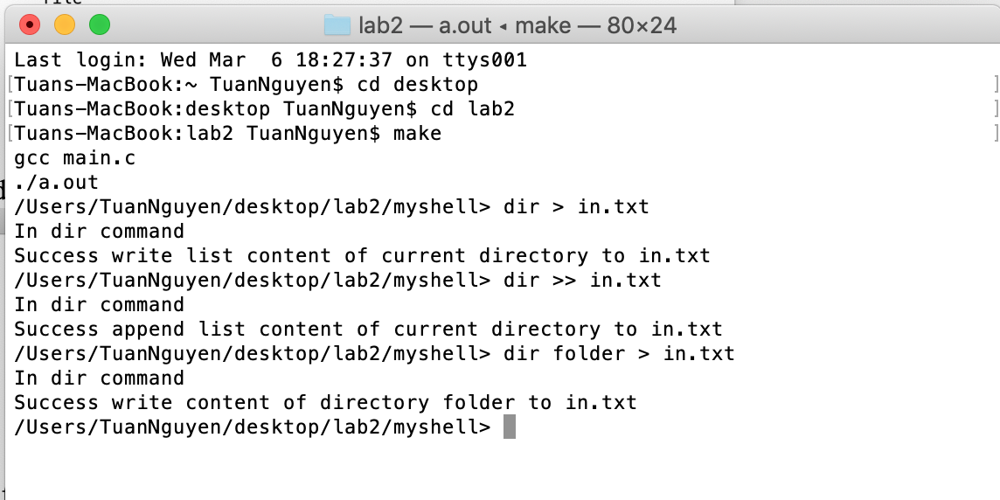 file
lab2 — a.out ◂ make — 80×24
Last login: Wed Mar  6 18:27:37 on ttys001
[Tuans-MacBook:~ TuanNguyen$ cd desktop ]
[Tuans-MacBook:desktop TuanNguyen$ cd lab2 ]
[Tuans-MacBook:lab2 TuanNguyen$ make ]
gcc main.c
./a.out
/Users/TuanNguyen/desktop/lab2/myshell> dir > in.txt
In dir command
Success write list content of current directory to in.txt
/Users/TuanNguyen/desktop/lab2/myshell> dir >> in.txt
In dir command
Success append list content of current directory to in.txt
/Users/TuanNguyen/desktop/lab2/myshell> dir folder > in.txt
In dir command
Success write content of directory folder to in.txt
/Users/TuanNguyen/desktop/lab2/myshell>